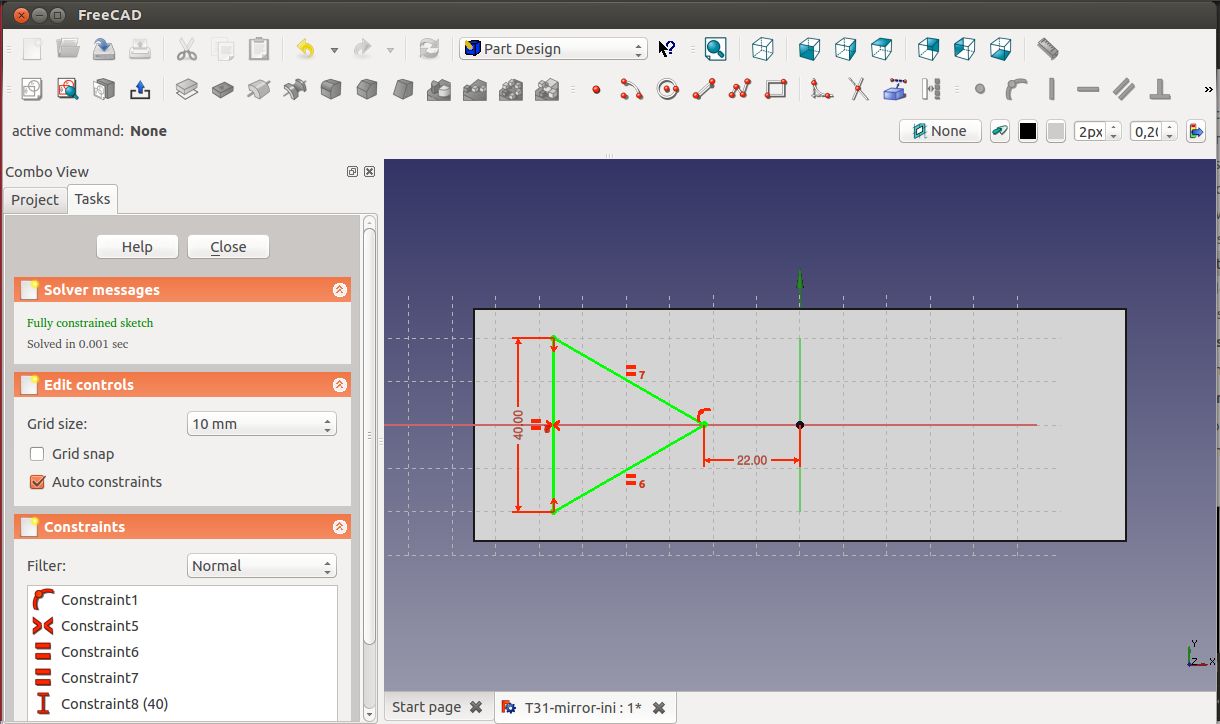 FreeCAD
Part Design
active command: None
None
2px
0,2(
Combo View
Project
Tasks
Help
Close
Solver messages
Fully constrained sketch
Solved in 0.001 sec
Edit controls
Grid size:
10 mm
Grid snap
Auto constraints
Constraints
Filter:
Normal
Constraint1
Constraint5
Constraint6
Constraint7
Constraint8 (40)
7
40.00
22.00
6
Y
Z
X
Start page
T31-mirror-ini : 1*